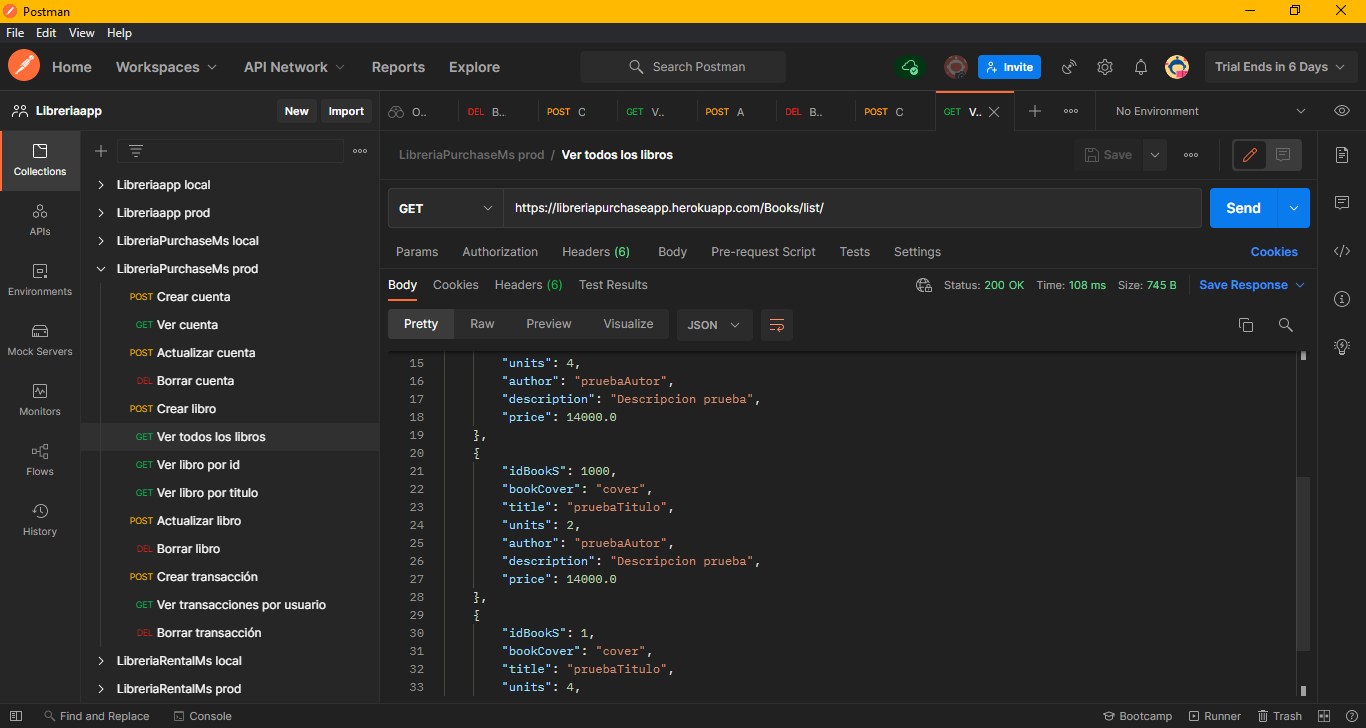 Postman
File Edit View Help
Home Workspaces API Network Reports Explore Search Postman Invite Trial Ends in 6 Days
Libreriaapp New Import
O.. DEL B.. POST C GET V.. POST A DEL B.. POST C GET V.. No Environment
Collections
APIs
Environments
Mock Servers
Monitors
Flows
History
Libreriaapp local
Libreriaapp prod
LibreriaPurchaseMs local
LibreriaPurchaseMs prod
POST Crear cuenta
GET Ver cuenta
POST Actualizar cuenta
DEL Borrar cuenta
POST Crear libro
GET Ver todos los libros
GET Ver libro por id
GET Ver libro por titulo
POST Actualizar libro
DEL Borrar libro
POST Crear transacción
GET Ver transacciones por usuario
DEL Borrar transacción
LibreriaRentalMs local
LibreriaRentalMs prod
LibreriaPurchaseMs prod / Ver todos los libros Save
GET https://libreriapurchaseapp.herokuapp.com/Books/list/ Send
Params Authorization Headers (6) Body Pre-request Script Tests Settings Cookies
Body Cookies Headers (6) Test Results Status: 200 OK Time: 108 ms Size: 745 B Save Response
Pretty Raw Preview Visualize JSON
15 "units": 4,
16 "author": "pruebaAutor",
17 "description": "Descripcion prueba",
18 "price": 14000.0
19 },
20 {
21 "idBookS": 1000,
22 "bookCover": "cover",
23 "title": "pruebaTitulo",
24 "units": 2,
25 "author": "pruebaAutor",
26 "description": "Descripcion prueba",
27 "price": 14000.0
28 },
29 {
30 "idBookS": 1,
31 "bookCover": "cover",
32 "title": "pruebaTitulo",
33 "units": 4,
Find and Replace Console Bootcamp Runner Trash